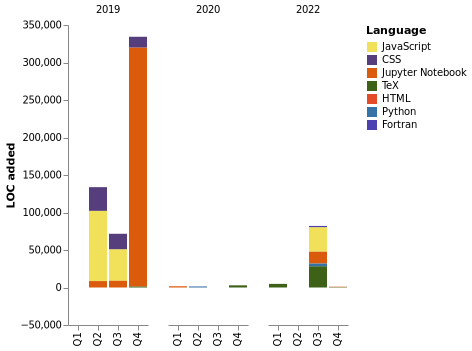 2019 2020 2022
Language
JavaScript
CSS
Jupyter Notebook
TeX
HTML
Python
Fortran
LOC added
350,000
300,000
250,000
200,000
150,000
100,000
50,000
0
−50,000
Q1 Q2 Q3 Q4 Q1 Q2 Q3 Q4 Q1 Q2 Q3 Q4